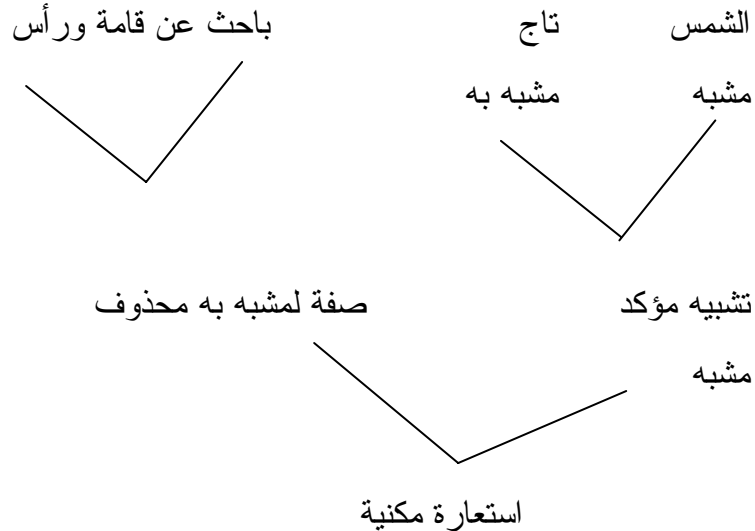 الشمس تاج باحث عن قامة ورأس
مشبه مشبه به
تشبيه مؤكد صفة لمشبه به محذوف
مشبه
استعارة مكنية